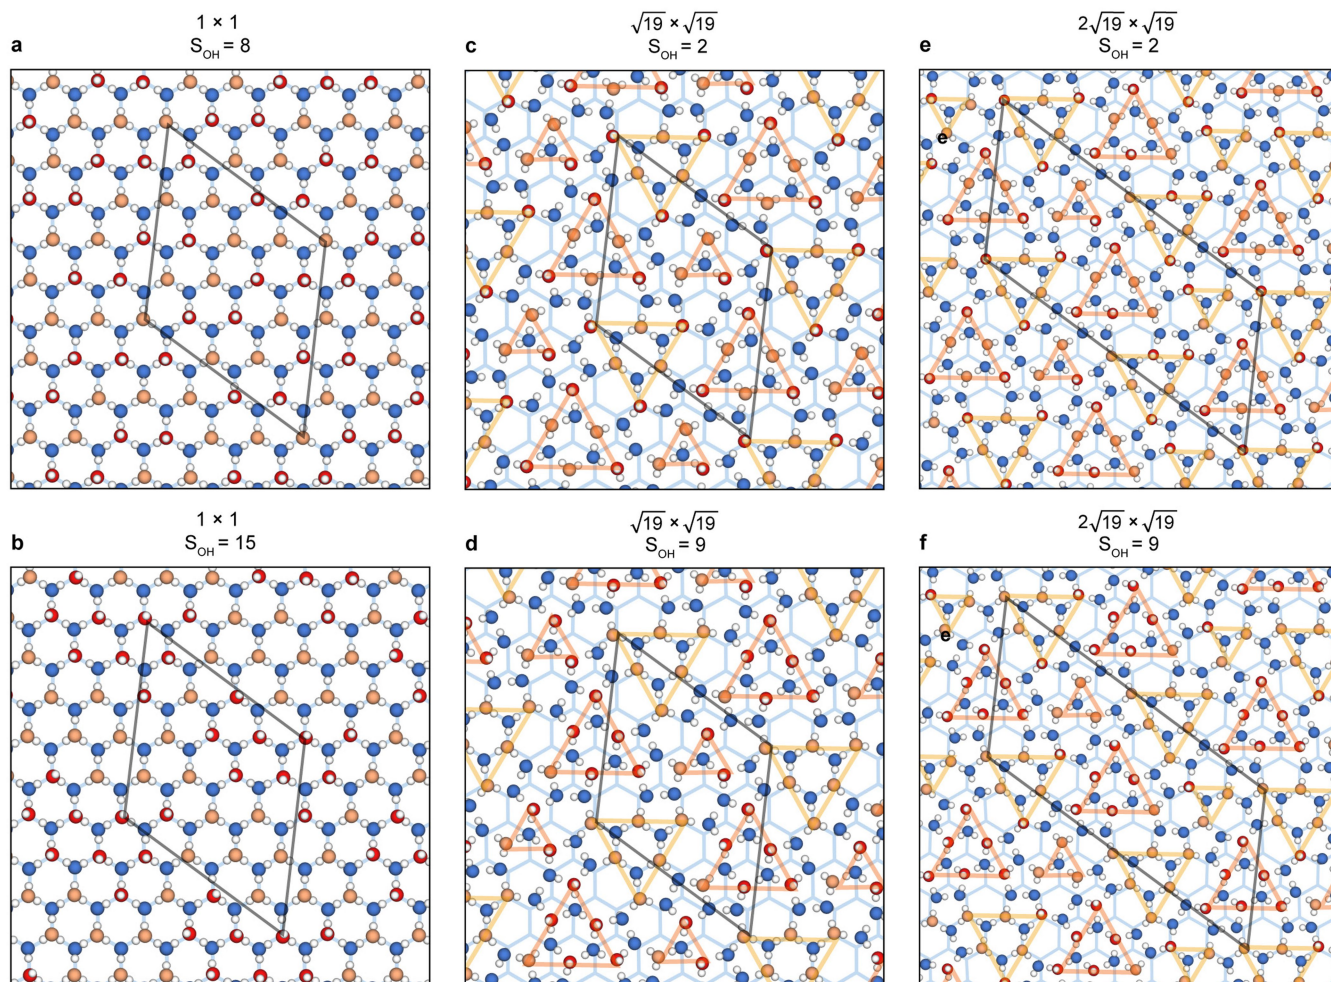 1 × 1
S_OH = 8
a
√19 × √19
S_OH = 2
c
2√19 × √19
S_OH = 2
e
e
1 × 1
S_OH = 15
b
√19 × √19
S_OH = 9
d
2√19 × √19
S_OH = 9
f
e